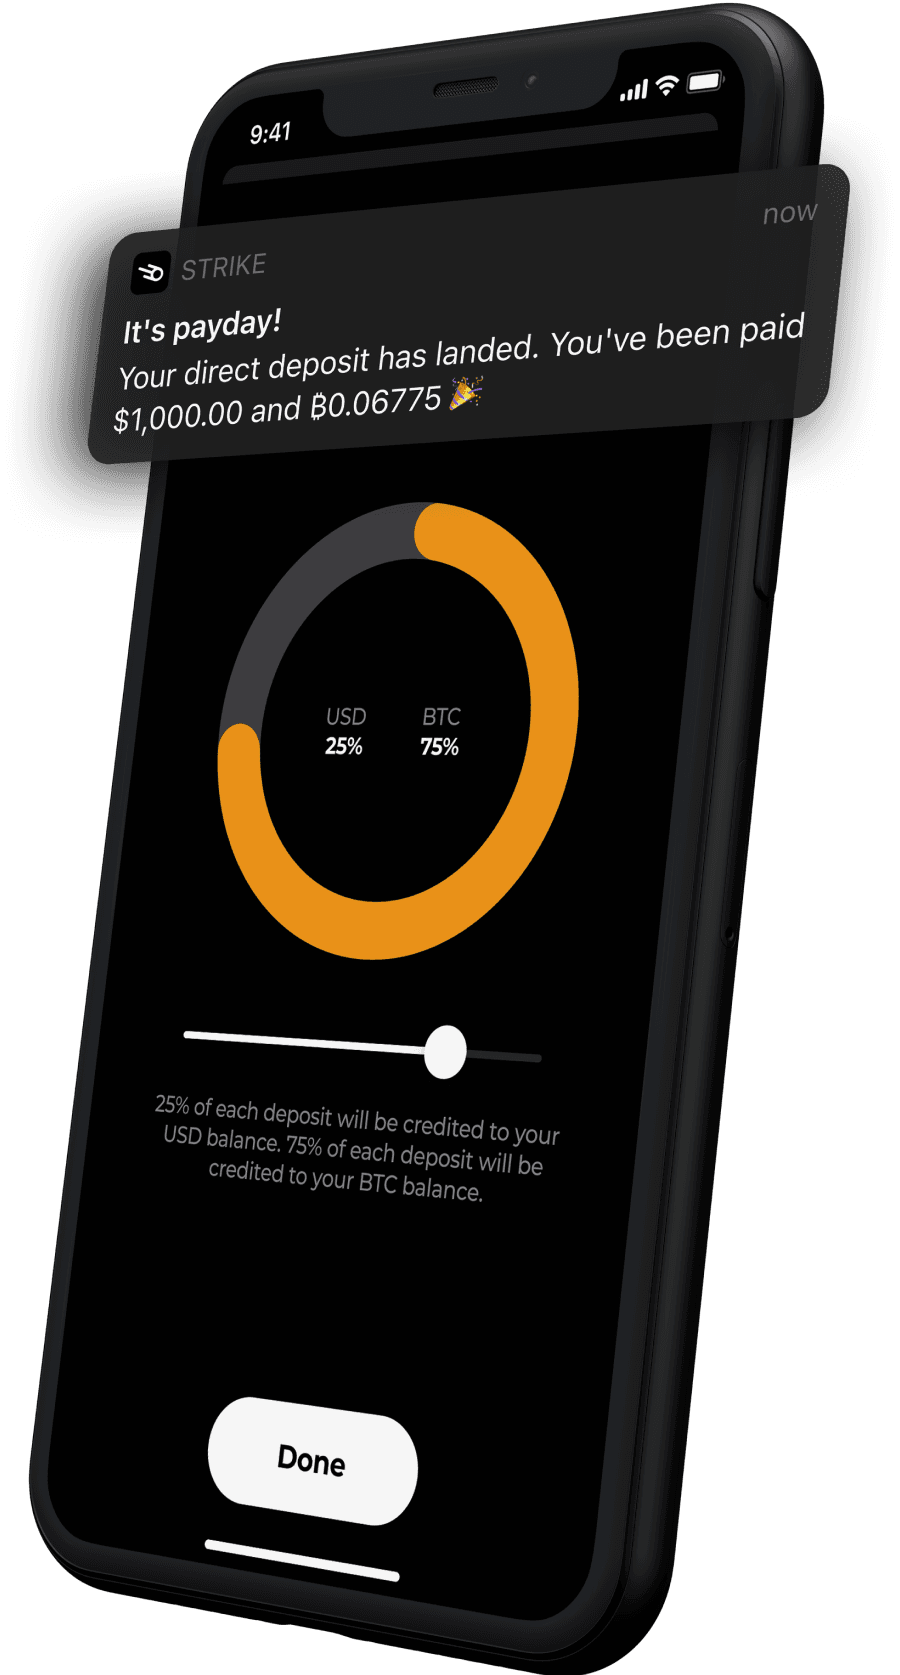 9:41
now
STRIKE
It's payday!
Your direct deposit has landed. You've been paid
$1,000.00 and ₿0.06775 🎉
USD BTC
25% 75%
25% of each deposit will be credited to your
USD balance. 75% of each deposit will be
credited to your BTC balance.
Done